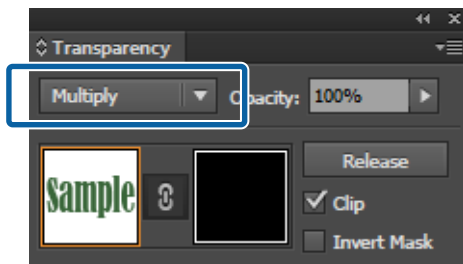 Transparency
Multiply Opacity: 100%
Release
Sample
Clip
Invert Mask